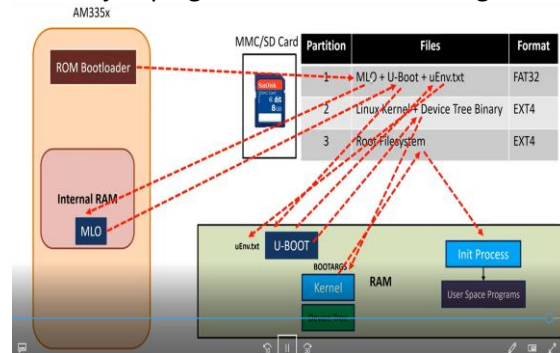 AM335x
ROM Bootloader
Internal RAM
MLO
MMC/SD Card
SanDisk
8GB
Partition Files Format
1 MLO + U-Boot + uEnv.txt FAT32
2 Linux Kernel + Device Tree Binary EXT4
3 Root Filesystem EXT4
uEnv.txt
U-BOOT
BOOTARGS
Kernel
RAM
Init Process
User Space Programs